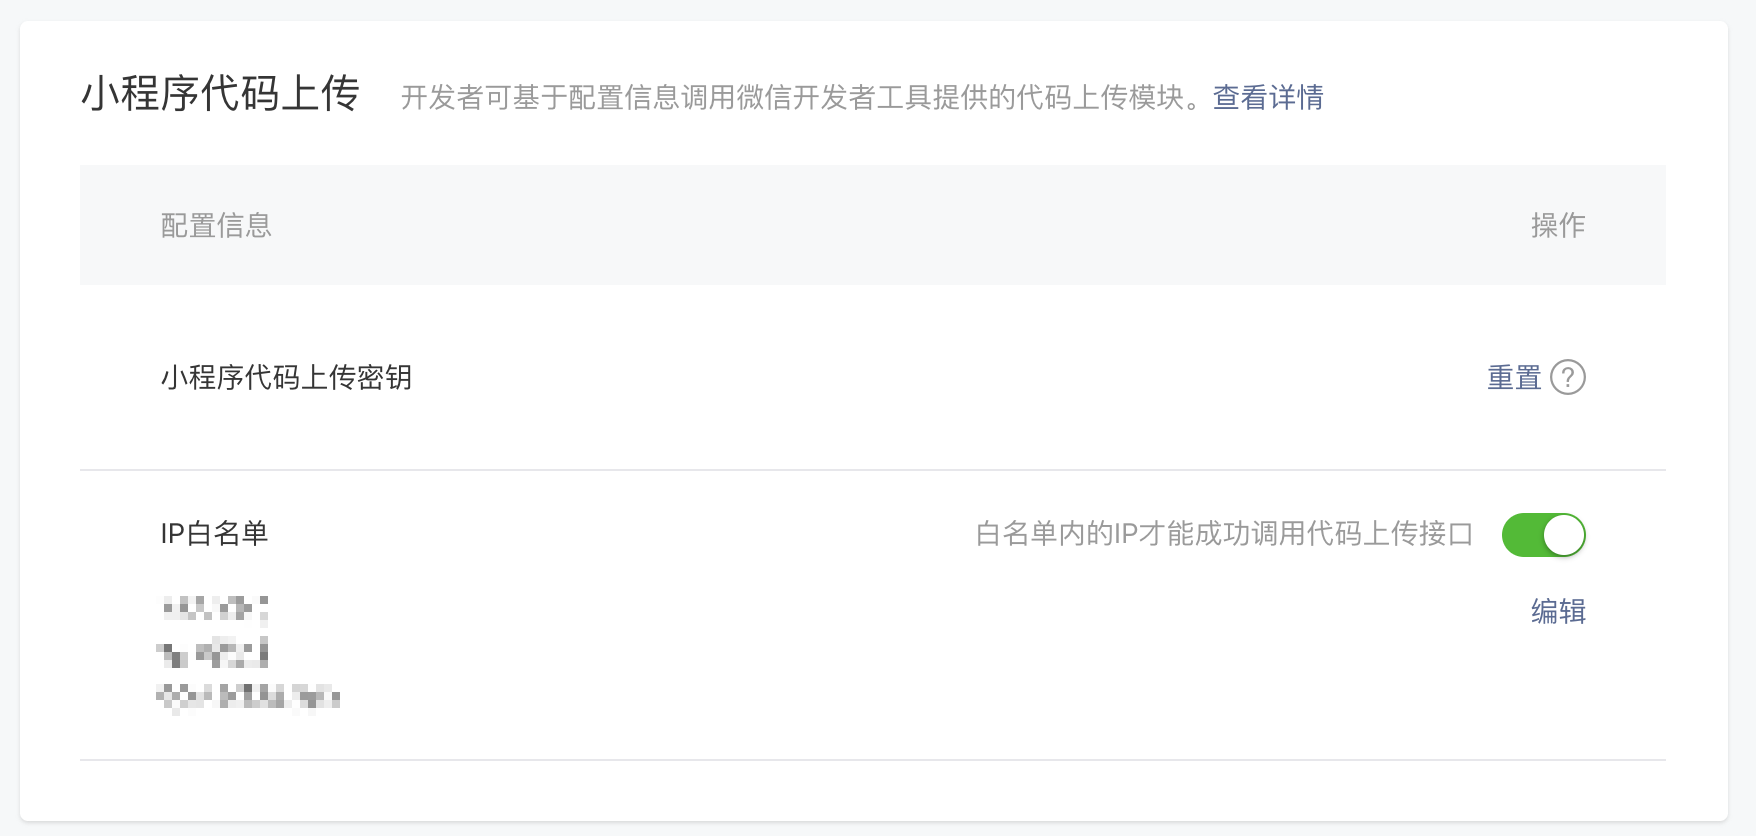 小程序代码上传 开发者可基于配置信息调用微信开发者工具提供的代码上传模块。查看详情
配置信息 操作
小程序代码上传密钥 重置 ?
IP白名单 白名单内的IP才能成功调用代码上传接口
编辑